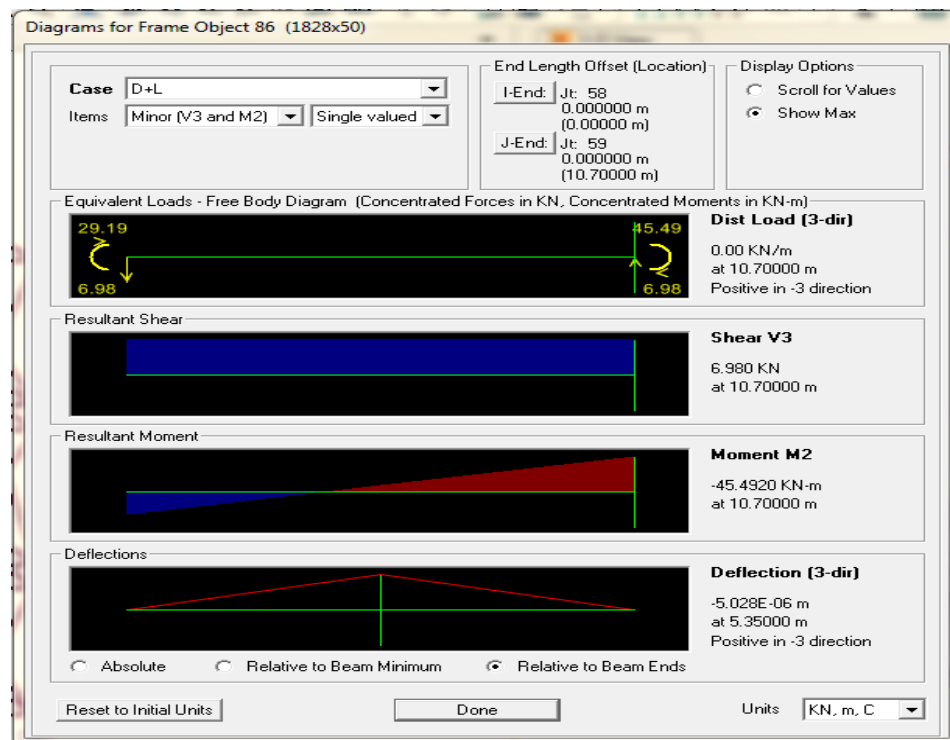 Diagrams for Frame Object 86 (1828x50)
Case D+L
Items Minor (V3 and M2) Single valued
End Length Offset (Location)
I-End: Jt: 58
0.000000 m
(0.00000 m)
J-End: Jt: 59
0.000000 m
(10.70000 m)
Display Options
Scroll for Values
Show Max
Equivalent Loads - Free Body Diagram (Concentrated Forces in KN, Concentrated Moments in KN-m)
29.19
45.49
6.98
6.98
Dist Load (3-dir)
0.00 KN/m
at 10.70000 m
Positive in -3 direction
Resultant Shear
Shear V3
6.980 KN
at 10.70000 m
Resultant Moment
Moment M2
-45.4920 KN-m
at 10.70000 m
Deflections
Deflection (3-dir)
-5.028E-06 m
at 5.35000 m
Positive in -3 direction
Absolute Relative to Beam Minimum Relative to Beam Ends
Reset to Initial Units Done Units KN, m, C